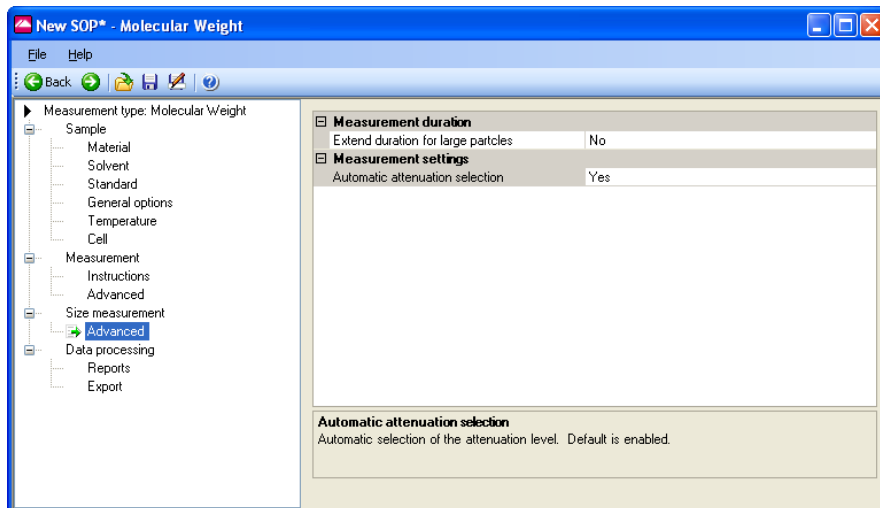 New SOP* - Molecular Weight
File Help
Back
Measurement type: Molecular Weight
Sample
Material
Solvent
Standard
General options
Temperature
Cell
Measurement
Instructions
Advanced
Size measurement
Advanced
Data processing
Reports
Export
Measurement duration
Extend duration for large partcles No
Measurement settings
Automatic attenuation selection Yes
Automatic attenuation selection
Automatic selection of the attenuation level. Default is enabled.